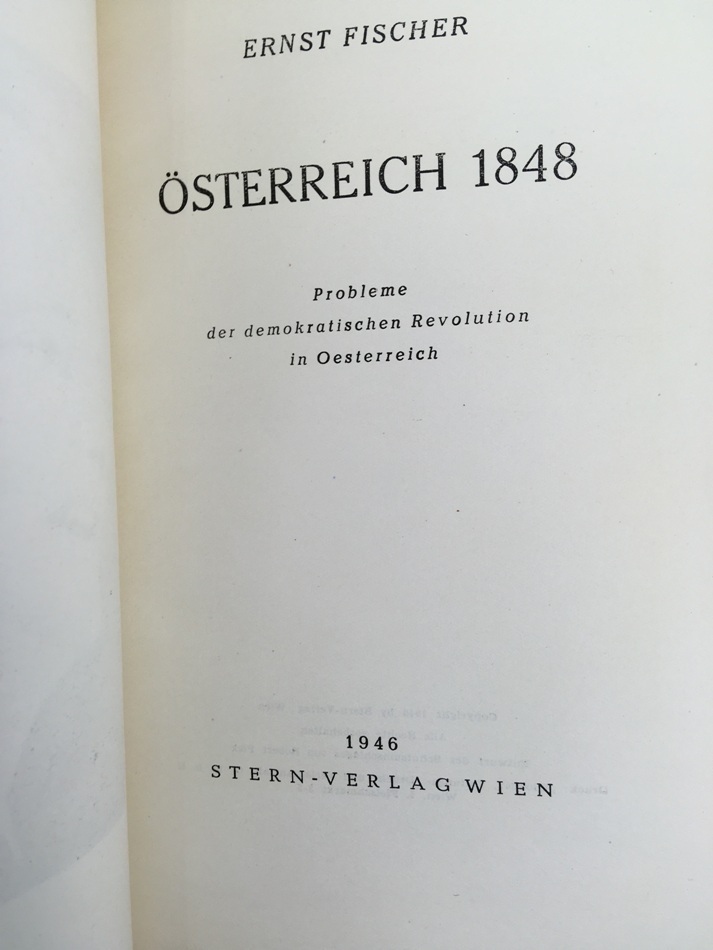 ERNST FISCHER
ÖSTERREICH 1848
Probleme
der demokratischen Revolution
in Oesterreich
1946
STERN-VERLAG WIEN